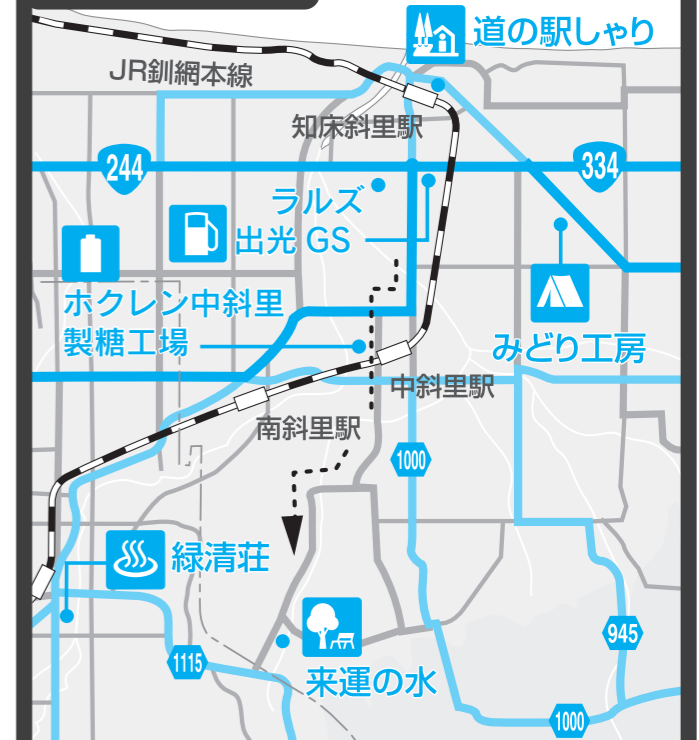 道の駅しゃり
JR釧網本線
知床斜里駅
244
334
ラルズ
出光 GS
ホクレン中斜里
製糖工場
みどり工房
中斜里駅
南斜里駅
1000
緑清荘
945
1115
来運の水
1000